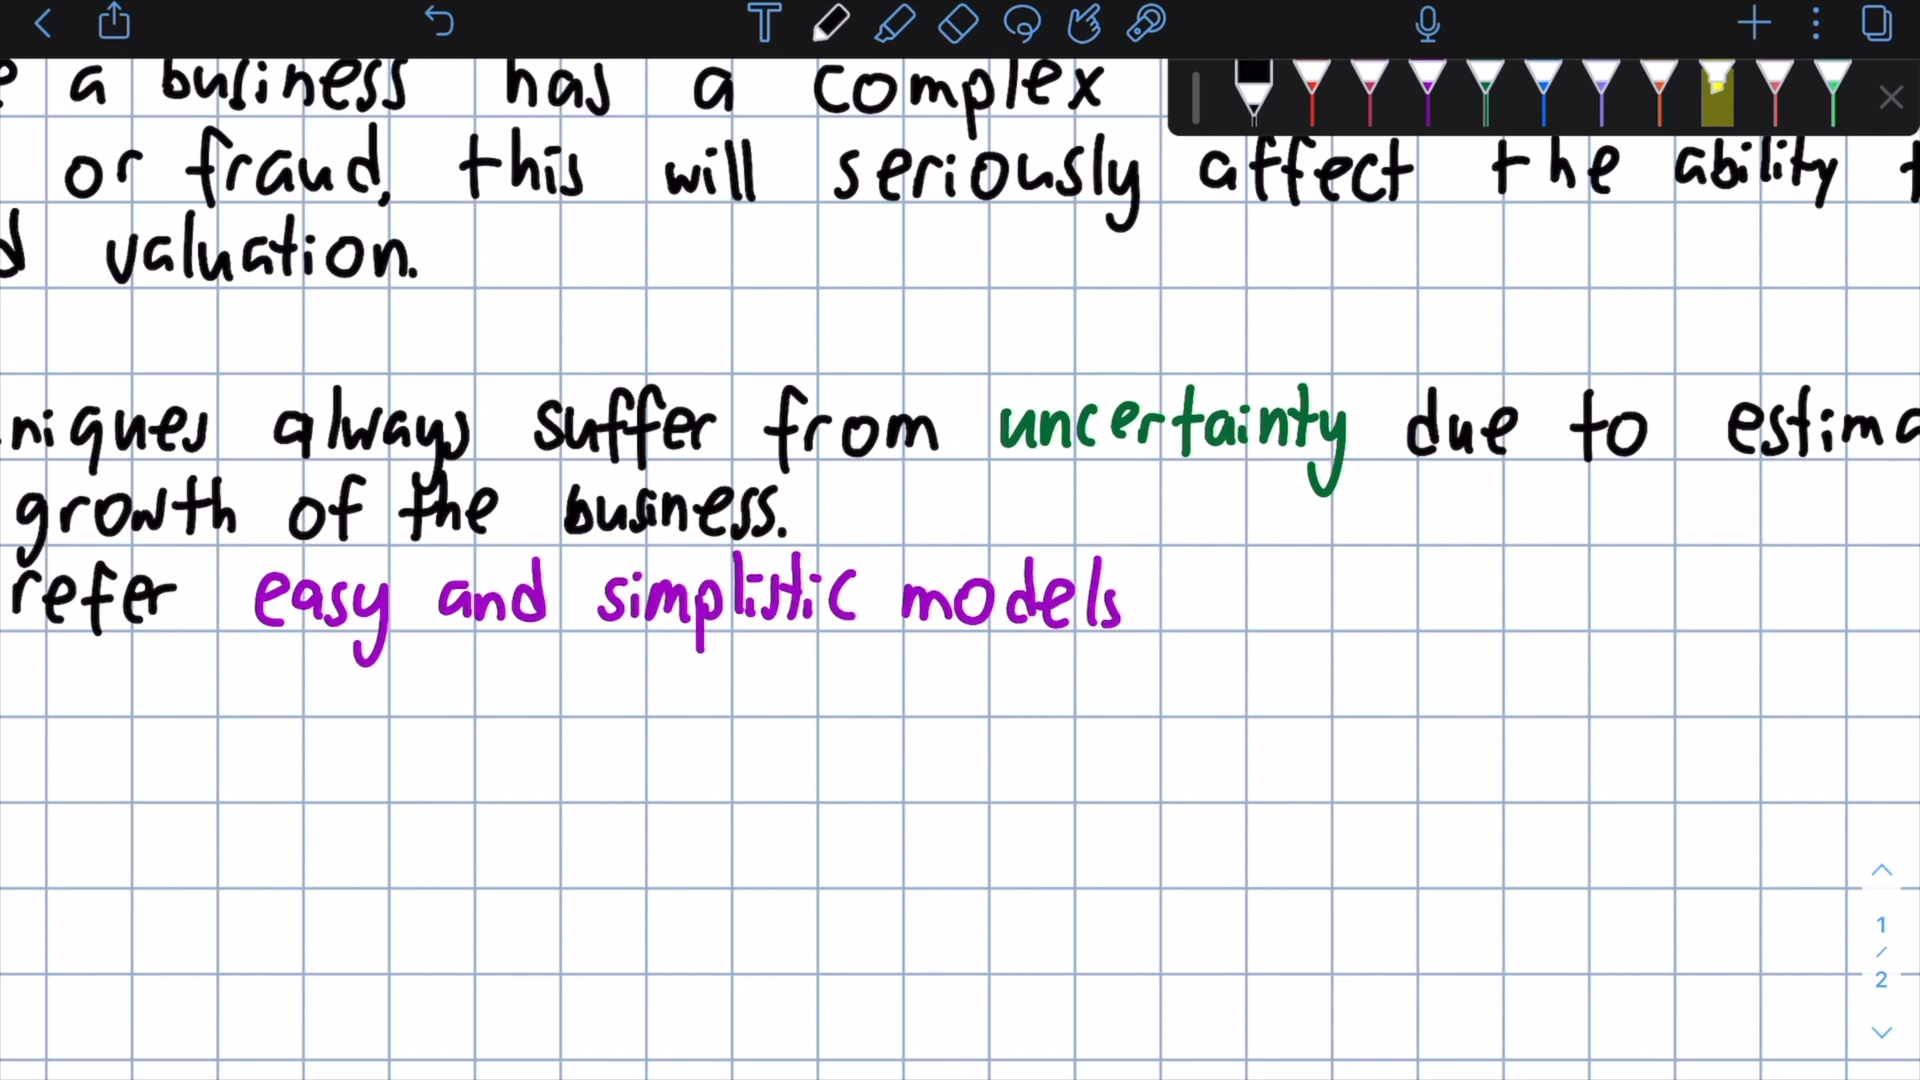 a business has a complex
or fraud, this will seriously affect the ability
valuation.
niques always suffer from uncertainty due to estima
growth of the business.
refer easy and simplistic models
1
/
2